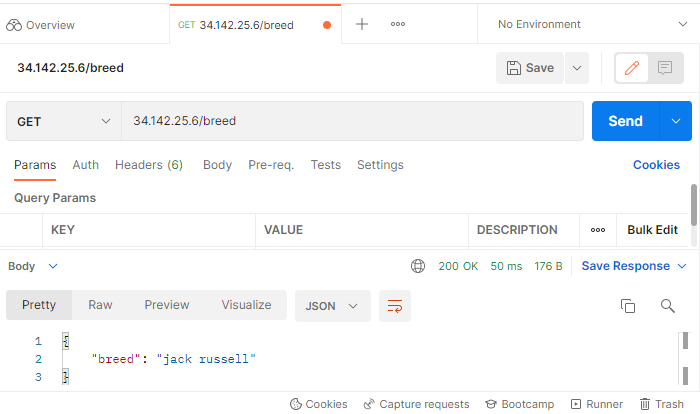 Overview
GET 34.142.25.6/breed
No Environment
34.142.25.6/breed
Save
GET
34.142.25.6/breed
Send
Params Auth Headers (6) Body Pre-req. Tests Settings
Cookies
Query Params
KEY VALUE DESCRIPTION Bulk Edit
Body
200 OK 50 ms 176 B Save Response
Pretty Raw Preview Visualize JSON
1 {
2 "breed": "jack russell"
3 }
Cookies Capture requests Bootcamp Runner Trash